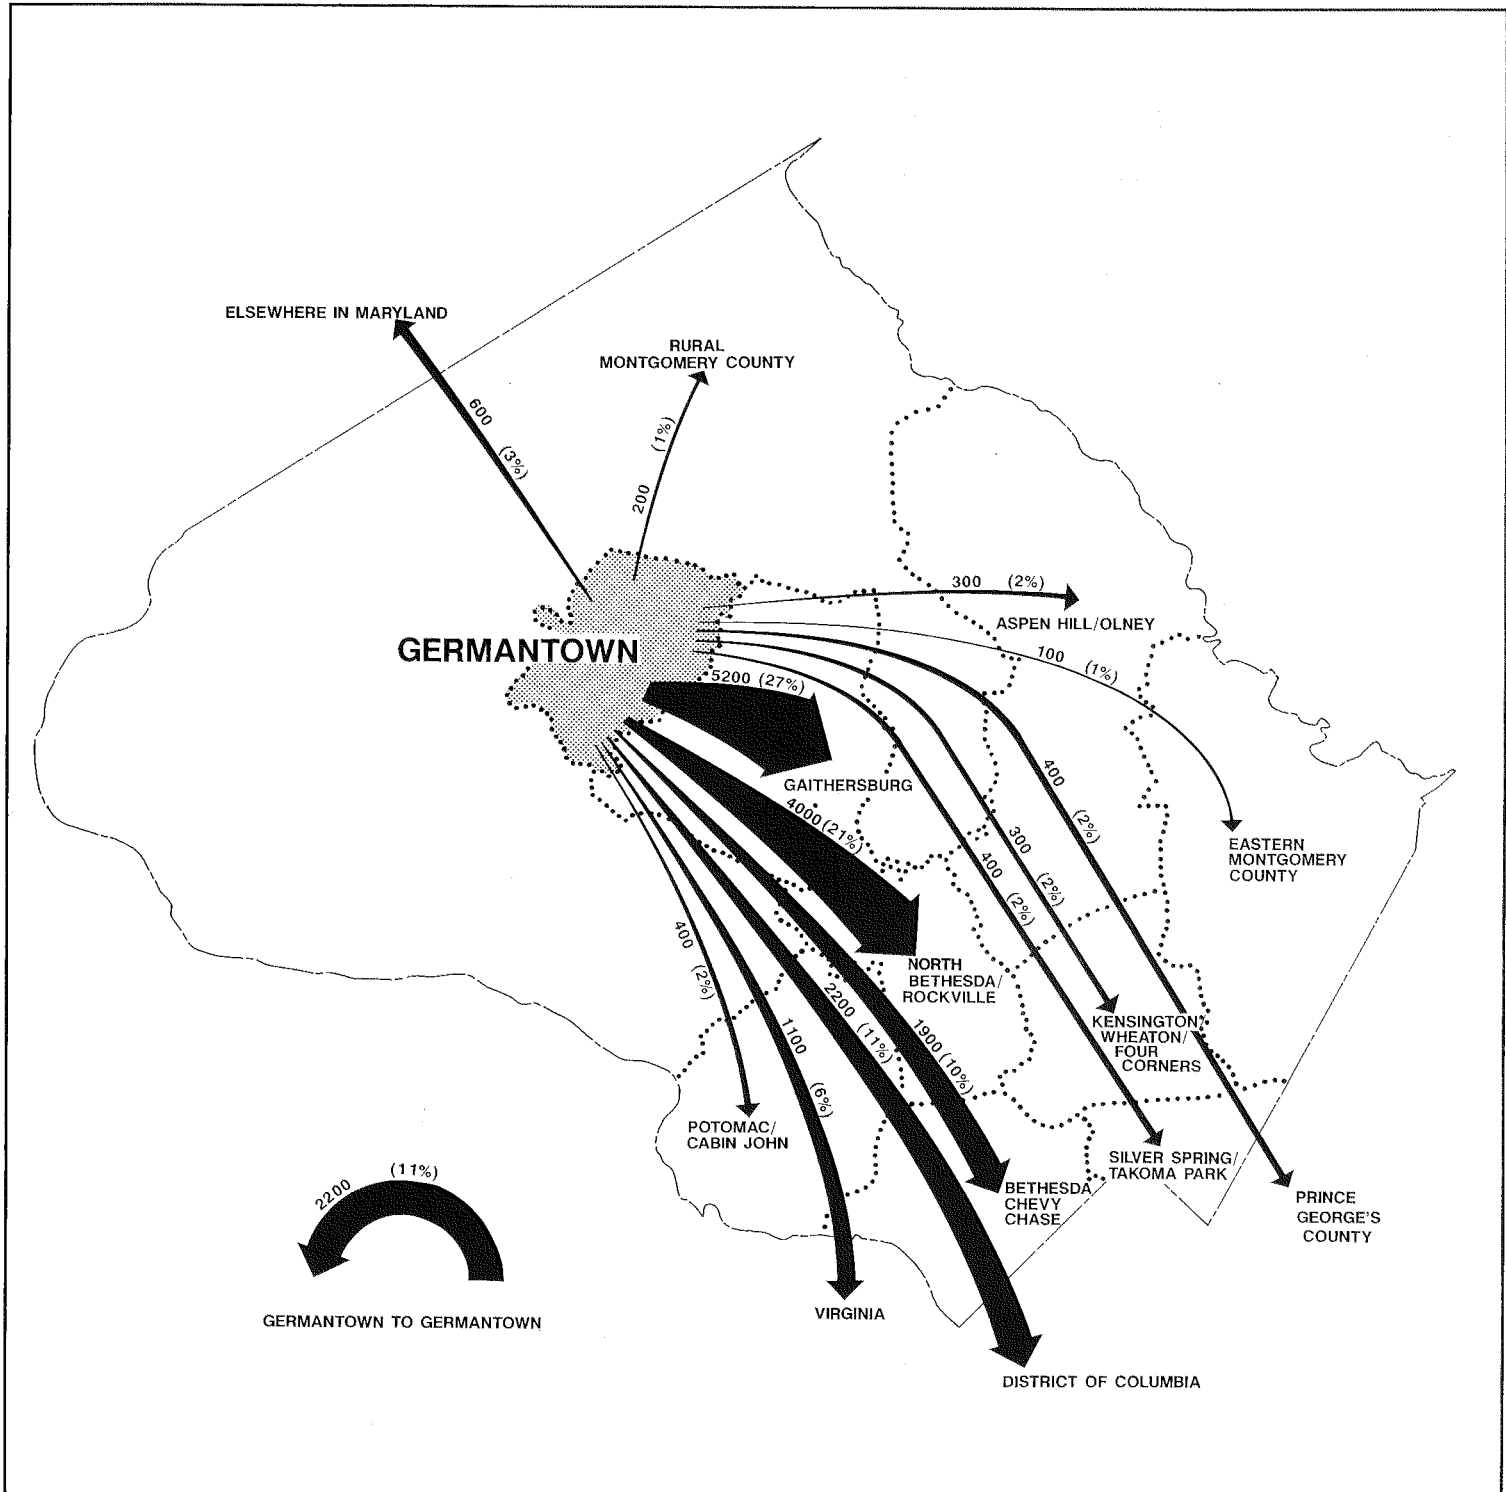 ELSEWHERE IN MARYLAND
600 (3%)
RURAL
MONTGOMERY COUNTY
200 (1%)
300 (2%)
ASPEN HILL/OLNEY
GERMANTOWN
100 (1%)
5200 (27%)
GAITHERSBURG
4000 (21%)
400 (2%)
300 (2%)
400 (2%)
EASTERN
MONTGOMERY
COUNTY
400 (2%)
NORTH
BETHESDA/
ROCKVILLE
2200 (11%)
1900 (10%)
1100 (6%)
KENSINGTON/
WHEATON/
FOUR
CORNERS
POTOMAC/
CABIN JOHN
SILVER SPRING/
TAKOMA PARK
2200 (11%)
BETHESDA
CHEVY
CHASE
PRINCE
GEORGE'S
COUNTY
GERMANTOWN TO GERMANTOWN
VIRGINIA
DISTRICT OF COLUMBIA